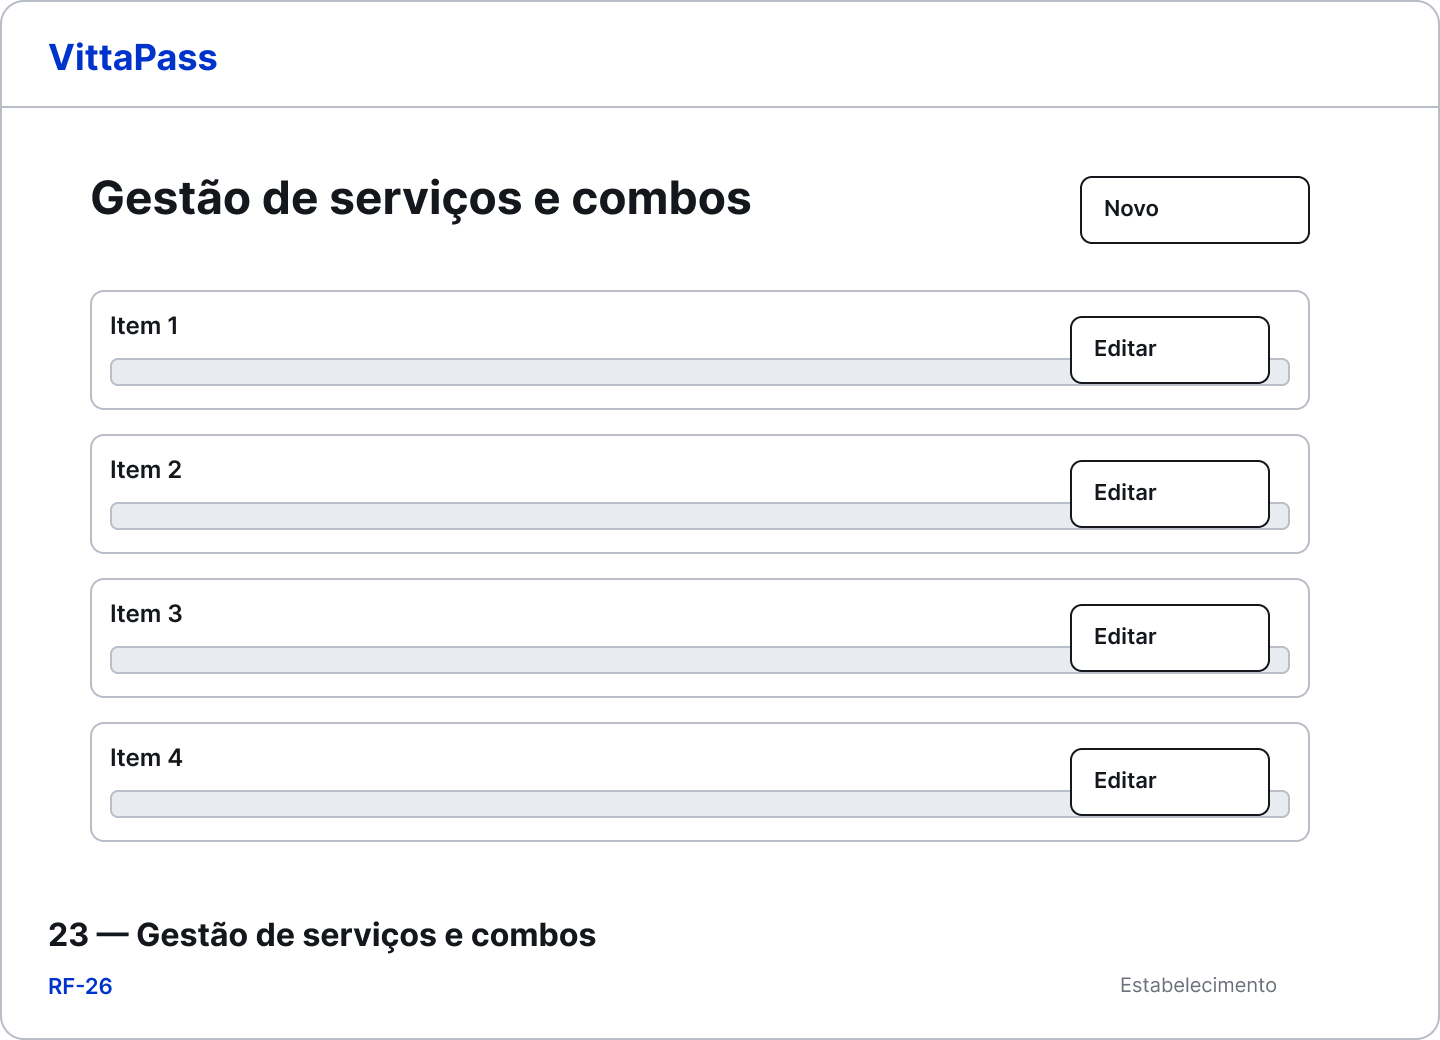 VittaPass
Gestão de serviços e combos
Novo
Item 1
Editar
Item 2
Editar
Item 3
Editar
Item 4
Editar
23 — Gestão de serviços e combos
RF-26
Estabelecimento